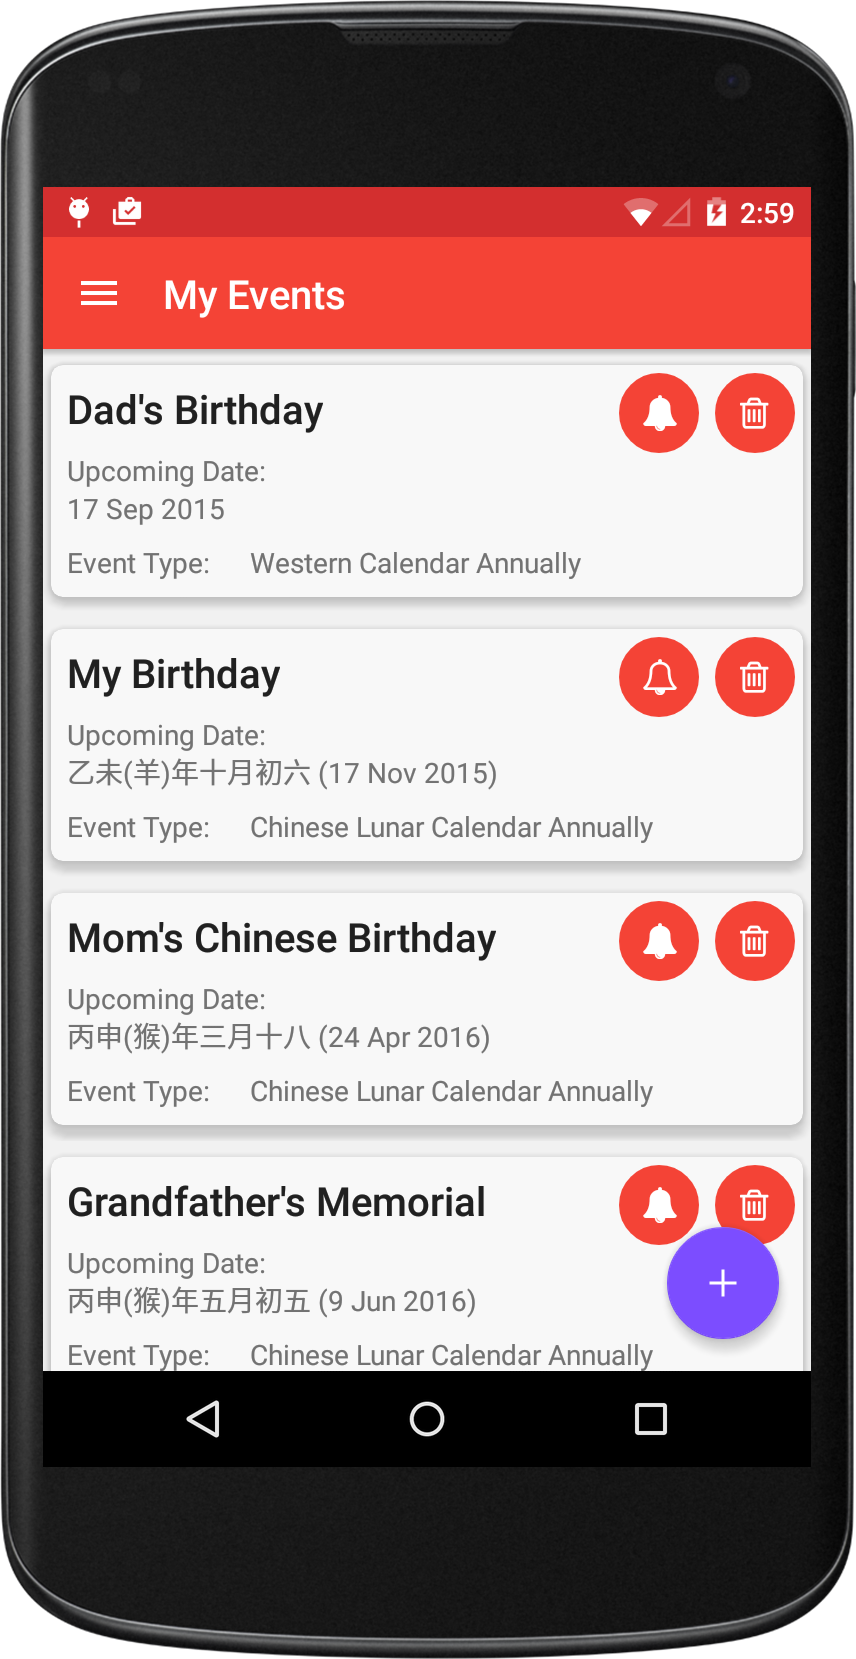 2:59
My Events
Dad's Birthday
Upcoming Date:
17 Sep 2015
Event Type: Western Calendar Annually
My Birthday
Upcoming Date:
乙未(羊)年十月初六 (17 Nov 2015)
Event Type: Chinese Lunar Calendar Annually
Mom's Chinese Birthday
Upcoming Date:
丙申(猴)年三月十八 (24 Apr 2016)
Event Type: Chinese Lunar Calendar Annually
Grandfather's Memorial
Upcoming Date:
丙申(猴)年五月初五 (9 Jun 2016)
Event Type: Chinese Lunar Calendar Annually